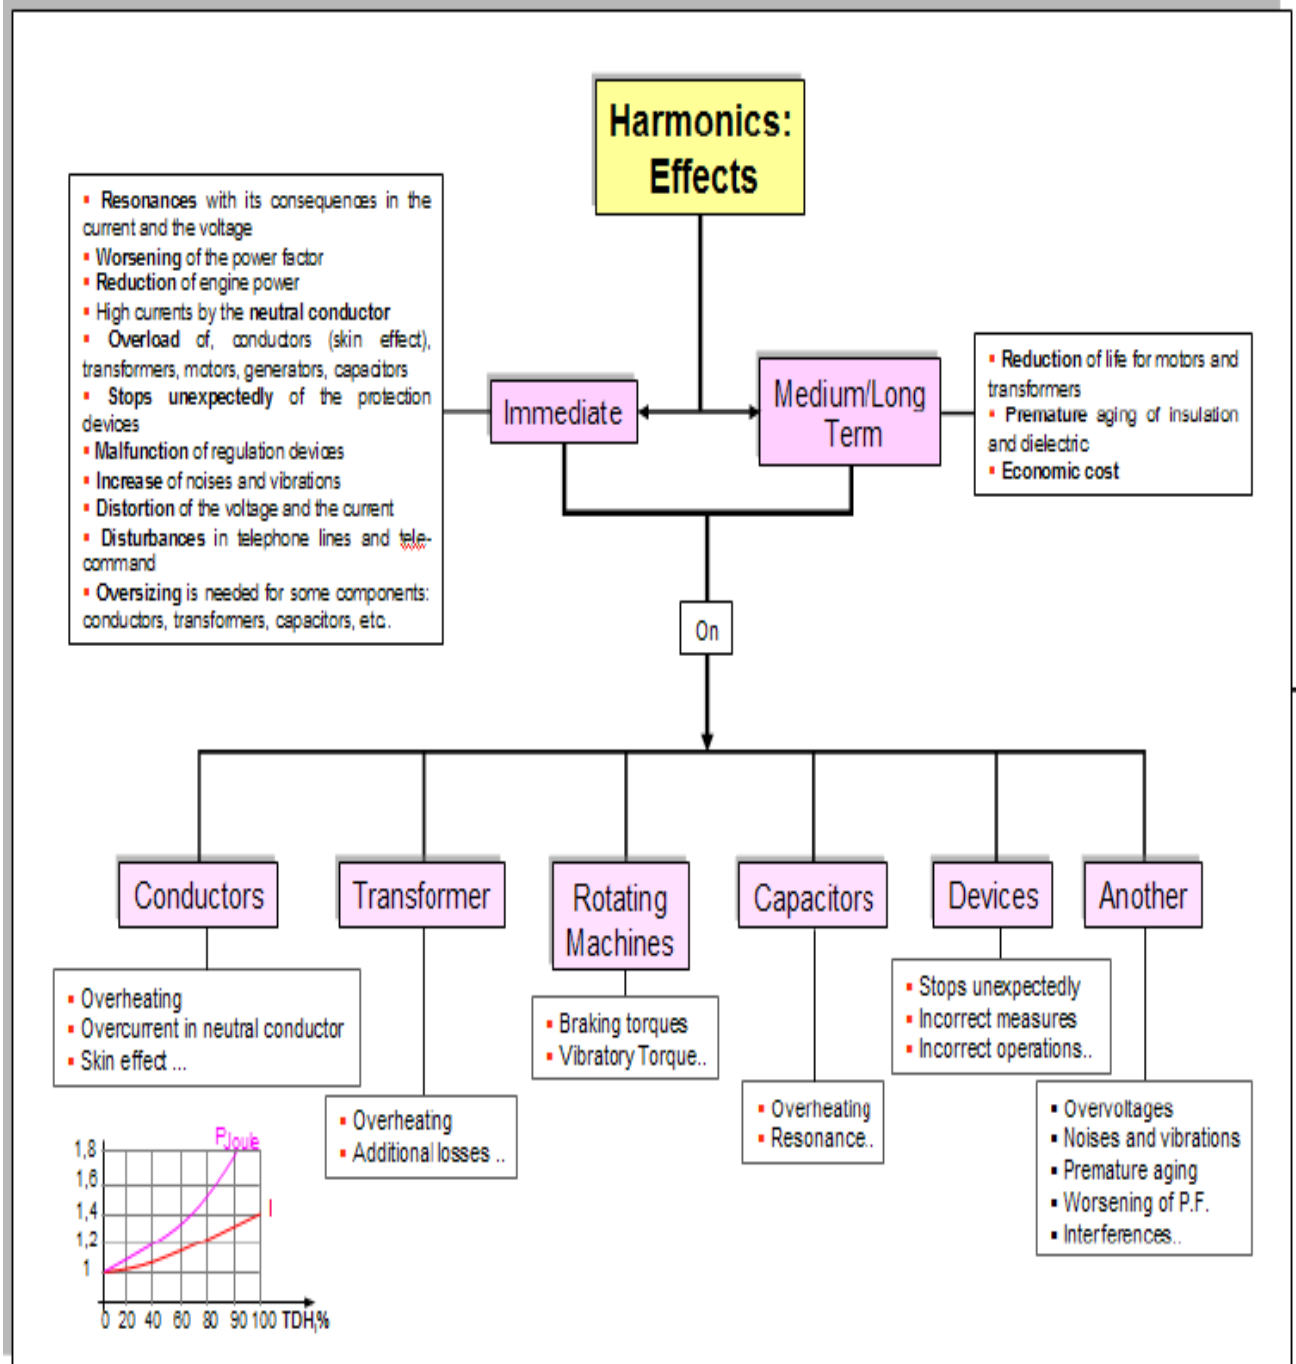 Harmonics:
Effects
▪ Resonances with its consequences in the
current and the voltage
▪ Worsening of the power factor
▪ Reduction of engine power
▪ High currents by the neutral conductor
▪ Overload of, conductors (skin effect),
transformers, motors, generators, capacitors
▪ Stops unexpectedly of the protection
devices
▪ Malfunction of regulation devices
▪ Increase of noises and vibrations
▪ Distortion of the voltage and the current
▪ Disturbances in telephone lines and tele-
command
▪ Oversizing is needed for some components:
conductors, transformers, capacitors, etc..
Immediate
Medium/Long
Term
▪ Reduction of life for motors and
transformers
▪ Premature aging of insulation
and dielectric
▪ Economic cost
On
Conductors
▪ Overheating
▪ Overcurrent in neutral conductor
▪ Skin effect ...
Transformer
▪ Overheating
▪ Additional losses ..
Rotating
Machines
▪ Braking torques
▪ Vibratory Torque..
Capacitors
▪ Overheating
▪ Resonance..
Devices
▪ Stops unexpectedly
▪ Incorrect measures
▪ Incorrect operations..
Another
▪ Overvoltages
▪ Noises and vibrations
▪ Premature aging
▪ Worsening of P.F.
▪ Interferences..
PJoule
1,8
1,6
1,4
I
1,2
1
0 20 40 60 80 90 100 TDHI%